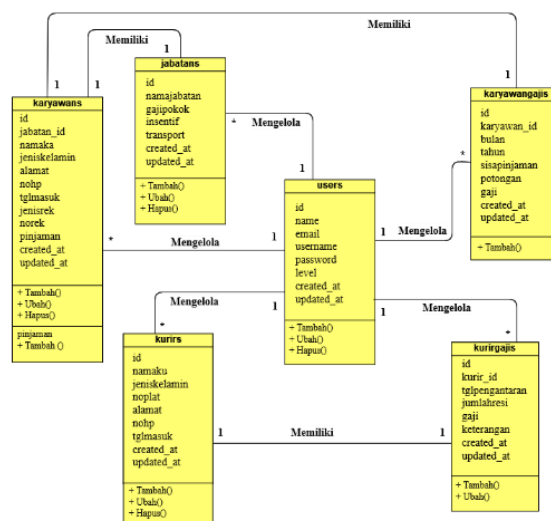 Memiliki
1
1
Memiliki
1
1
jabatans
id
namajabatan
gajipokok
insentif
transport
created_at
updated_at
+ Tambah()
+ Ubah()
+ Hapus()
karyawans
id
jabatan_id
namaka
jeniskelamin
alamat
nohp
tglmasuk
jenisrek
norek
pinjaman
created_at
updated_at
+ Tambah()
+ Ubah()
+ Hapus()
pinjaman
+ Tambah ()
karyawangajis
id
karyawan_id
bulan
tahun
sisapinjaman
potongan
gaji
created_at
updated_at
+ Tambah()
* Mengelola
1
users
id
name
email
username
password
level
created_at
updated_at
+ Tambah()
+ Ubah()
+ Hapus()
*
1 Mengelola
* Mengelola 1
Mengelola 1
*
1 Mengelola
*
kurirs
id
namaku
jeniskelamin
noplat
alamat
nohp
tglmasuk
created_at
updated_at
+ Tambah()
+ Ubah()
+ Hapus()
kurirgajis
id
kurir_id
tglpengantaran
jumlahresi
gaji
keterangan
created_at
updated_at
+ Tambah()
+ Ubah()
1 Memiliki 1